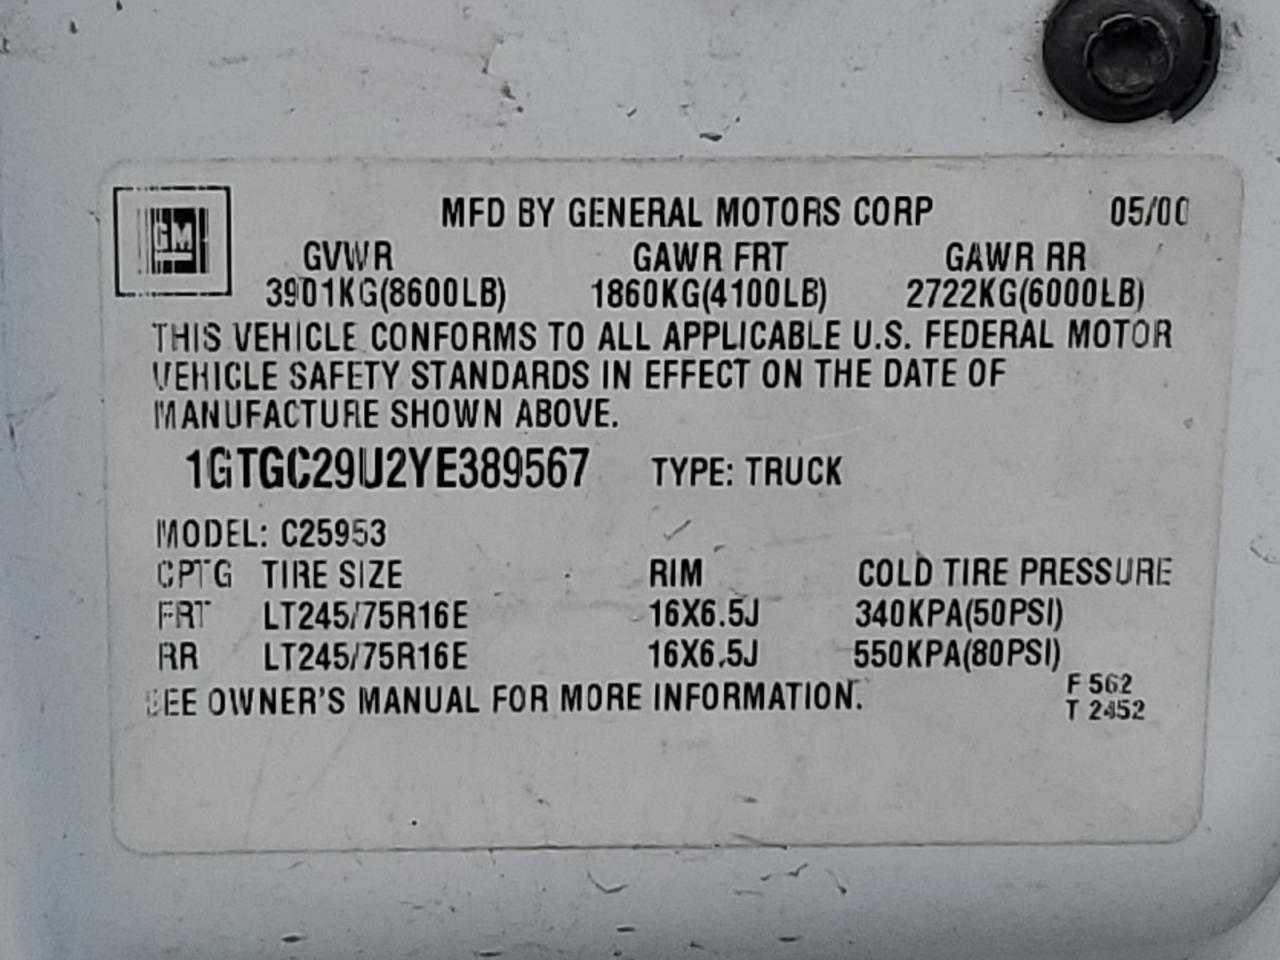 GM
MFD BY GENERAL MOTORS CORP 05/00
GVWR GAWR FRT GAWR RR
3901KG(8600LB) 1860KG(4100LB) 2722KG(6000LB)
THIS VEHICLE CONFORMS TO ALL APPLICABLE U.S. FEDERAL MOTOR
VEHICLE SAFETY STANDARDS IN EFFECT ON THE DATE OF
MANUFACTURE SHOWN ABOVE.
1GTGC29U2YE389567 TYPE: TRUCK
MODEL: C25953
CPTG TIRE SIZE RIM COLD TIRE PRESSURE
FRT LT245/75R16E 16X6.5J 340KPA(50PSI)
RR LT245/75R16E 16X6.5J 550KPA(80PSI)
SEE OWNER'S MANUAL FOR MORE INFORMATION.
F 562
T 2452